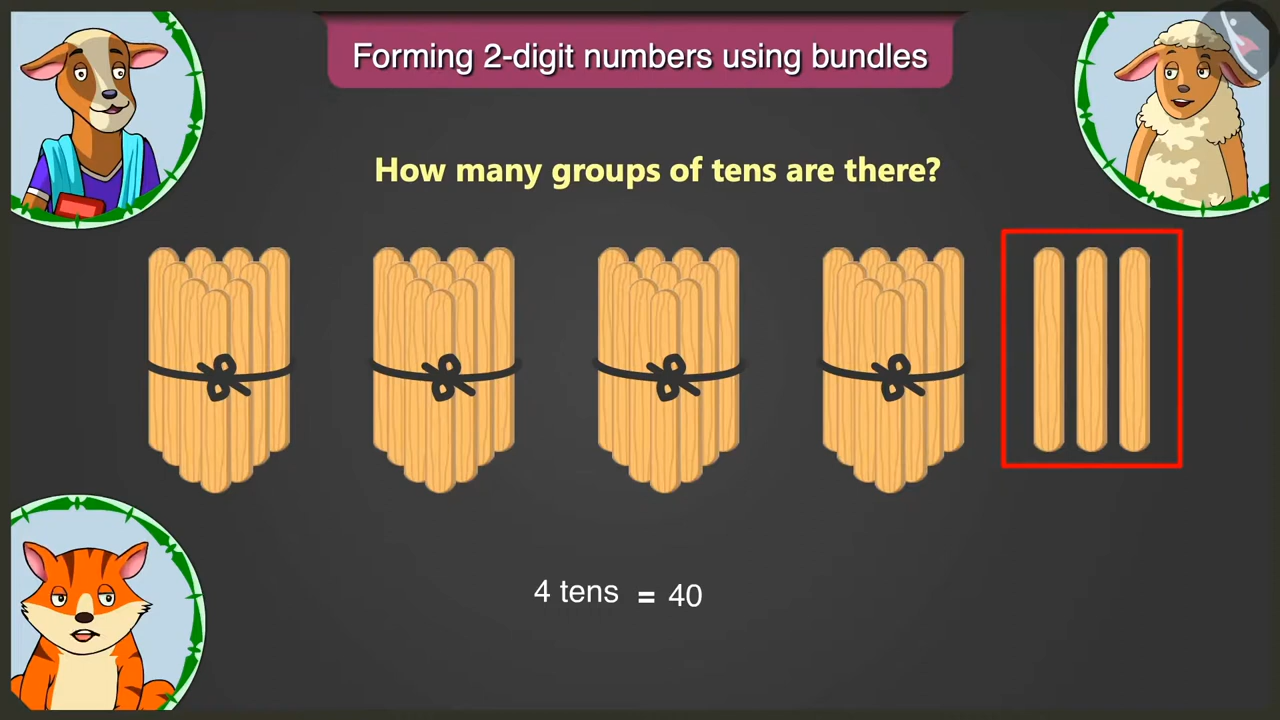 Forming 2-digit numbers using bundles
How many groups of tens are there?
4 tens = 40